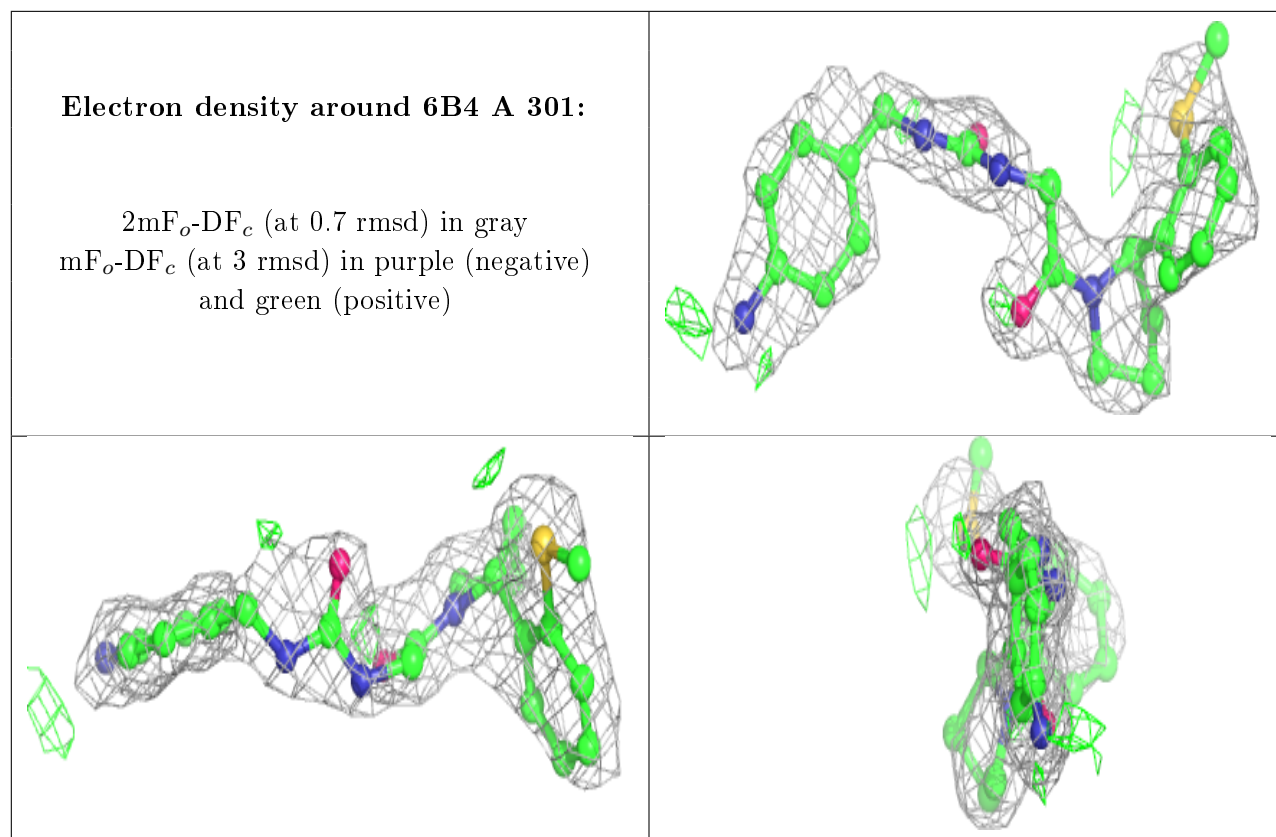 Electron density around 6B4 A 301:
2mFₒ-DF𝒸 (at 0.7 rmsd) in gray
mFₒ-DF𝒸 (at 3 rmsd) in purple (negative)
and green (positive)